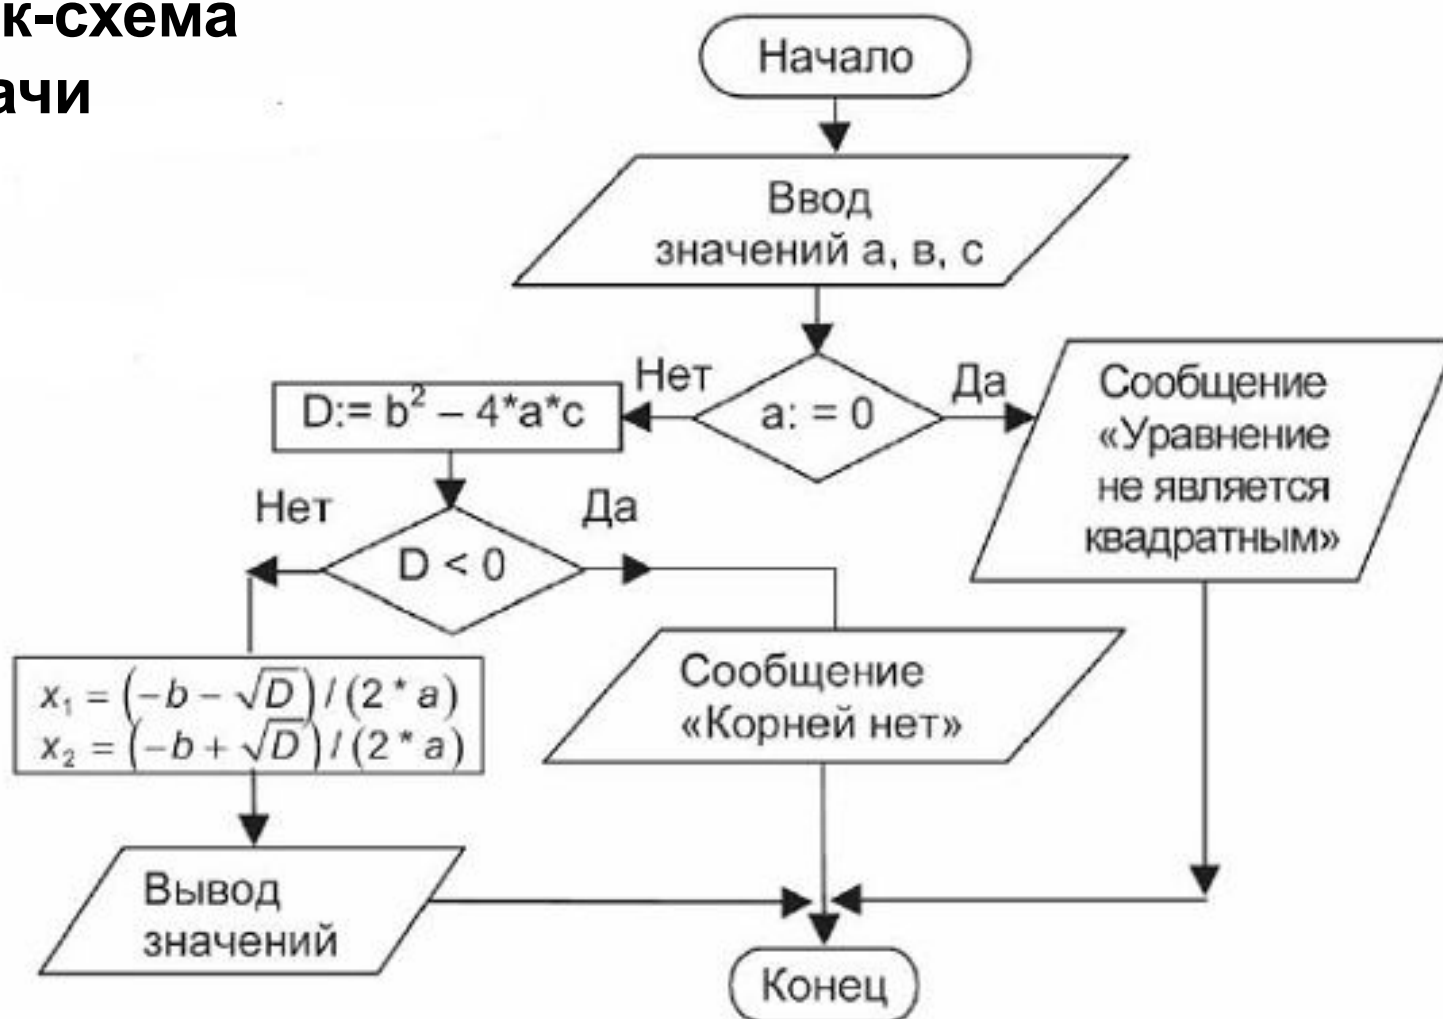 к-схема
ачи
Начало
Ввод
значений а, в, с
Нет
Да
D:= b² – 4*a*c
a: = 0
Сообщение
«Уравнение
не является
квадратным»
Нет
Да
D < 0
x₁ = (-b - √D) / (2 * a)
x₂ = (-b + √D) / (2 * a)
Сообщение
«Корней нет»
Вывод
значений
Конец